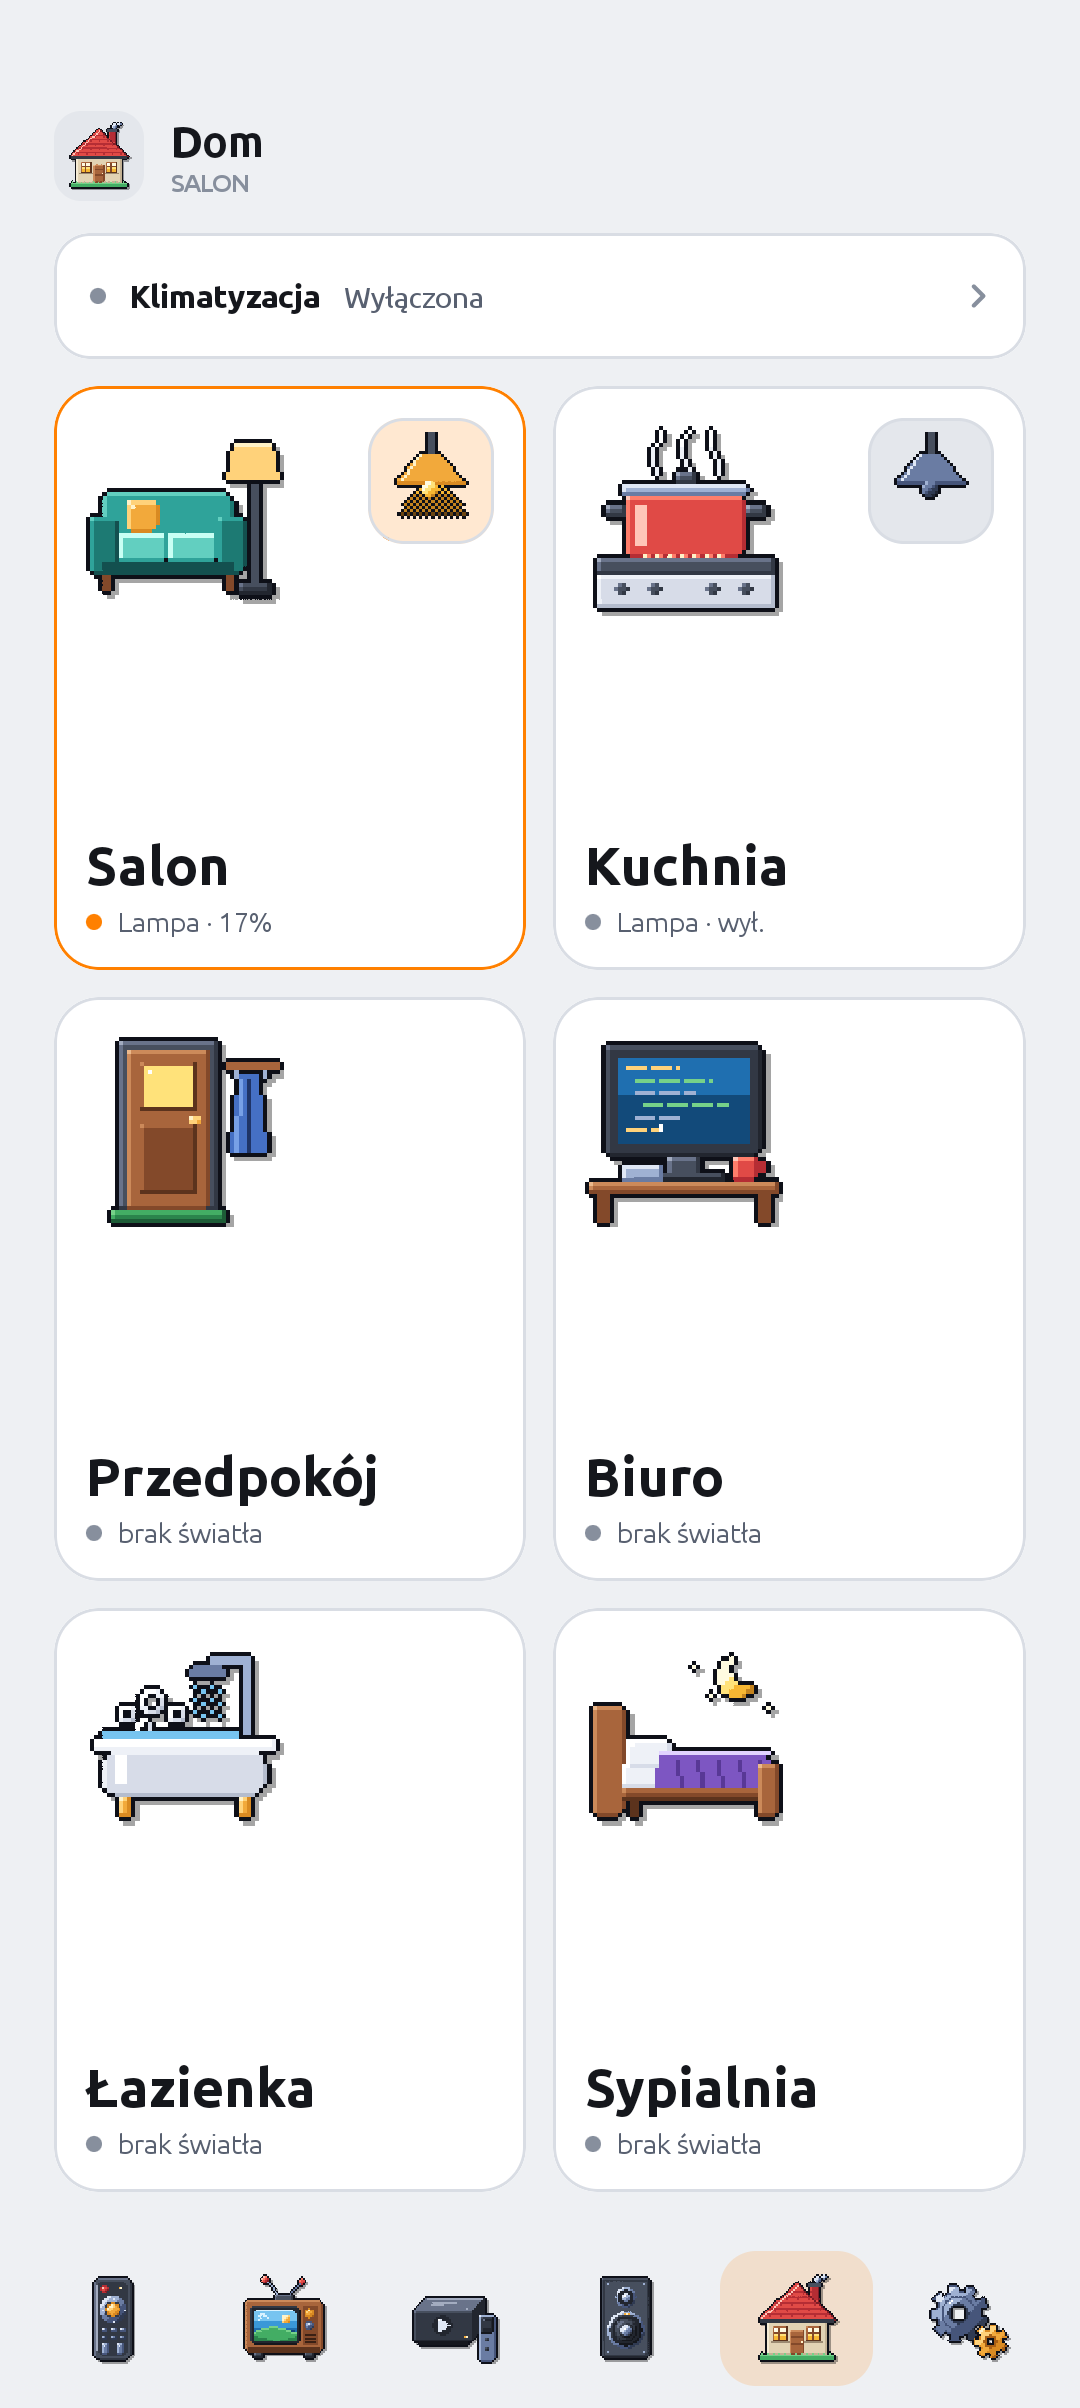 Dom
SALON
Klimatyzacja Wyłączona
Salon
Lampa · 17%
Kuchnia
Lampa · wył.
Przedpokój
brak światła
Biuro
brak światła
Łazienka
brak światła
Sypialnia
brak światła